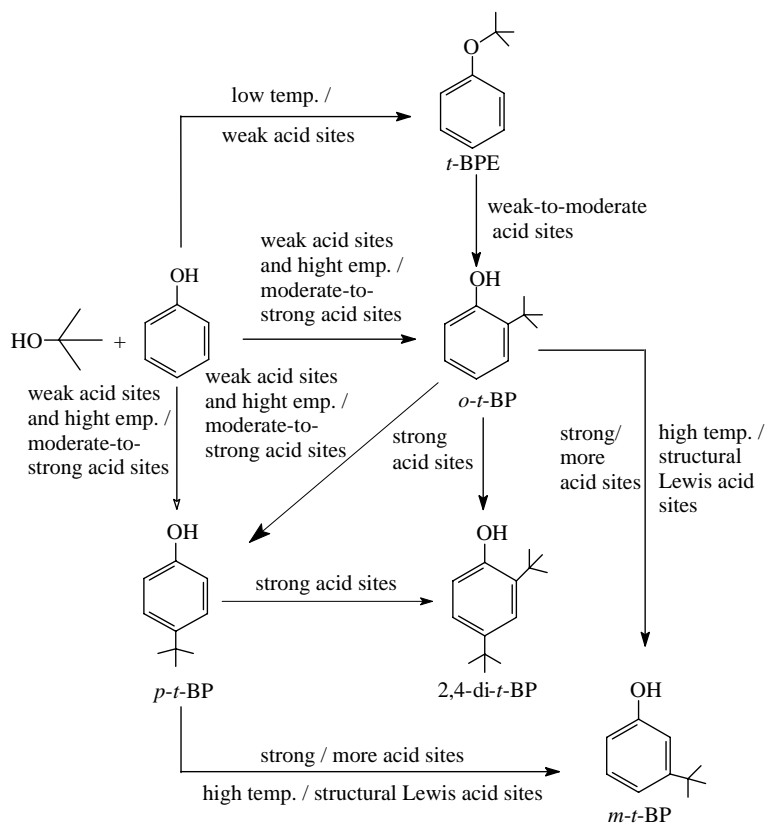 O
low temp. /
weak acid sites
t-BPE
weak-to-moderate
acid sites
OH
weak acid sites
and hight emp. /
moderate-to-
strong acid sites
OH
HO
+
o-t-BP
weak acid sites
and hight emp. /
moderate-to-
strong acid sites
weak acid sites
and hight emp. /
moderate-to-
strong acid sites
strong
acid sites
strong/
more
acid sites
high temp. /
structural
Lewis acid
sites
OH
strong acid sites
p-t-BP
OH
2,4-di-t-BP
strong / more acid sites
high temp. / structural Lewis acid sites
OH
m-t-BP